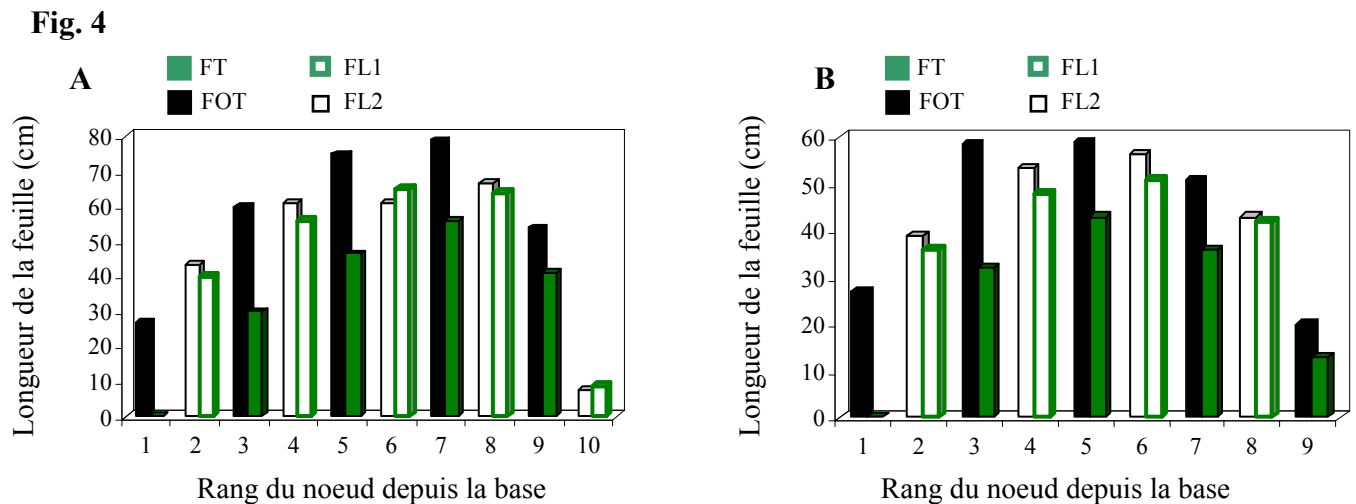 Fig. 4
A
FT FL1
FOT FL2
Longueur de la feuille (cm)
80
70
60
50
40
30
20
10
0
1 2 3 4 5 6 7 8 9 10
Rang du noeud depuis la base
B
FT FL1
FOT FL2
Longueur de la feuille (cm)
60
50
40
30
20
10
0
1 2 3 4 5 6 7 8 9
Rang du noeud depuis la base